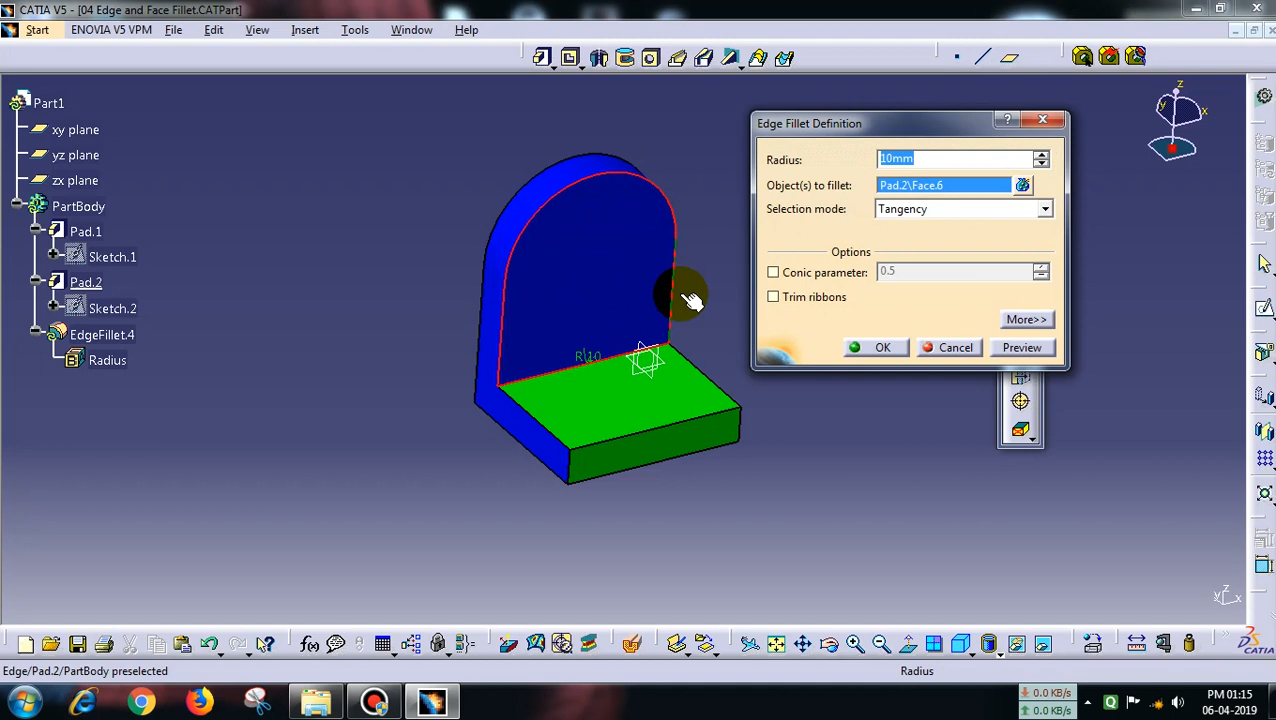 CATIA V5 - [04 Edge and Face Fillet.CATPart]
Start ENOVIA V5 VPM File Edit View Insert Tools Window Help
Part1
xy plane
yz plane
zx plane
PartBody
Pad.1
Sketch.1
Pad.2
Sketch.2
EdgeFillet.4
Radius
R\10
z
y
x
Edge Fillet Definition
Radius: 10mm
Object(s) to fillet: Pad.2\Face.6
Selection mode: Tangency
Options
Conic parameter: 0.5
Trim ribbons
More>>
OK Cancel Preview
z
x
f(x)
CATIA
Edge/Pad.2/PartBody preselected
Radius
0.0 KB/s
0.0 KB/s
PM 01:15
06-04-2019